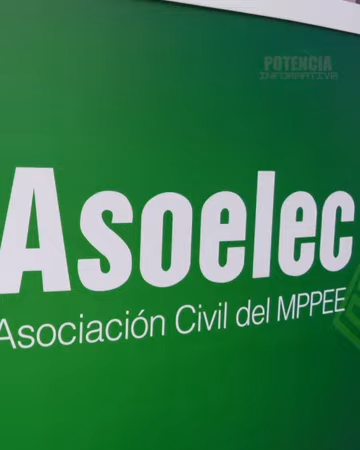 POTENCIA
INFORMATIVA
Asoelec
Asociación Civil del MPPEE